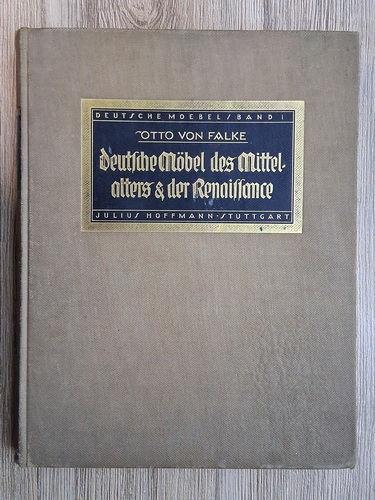 DEUTSCHE MOEBEL / BAND I
OTTO VON FALKE
Deutsche Möbel des Mittel-
alters & der Renaissance
JULIUS HOFFMANN-STUTTGART